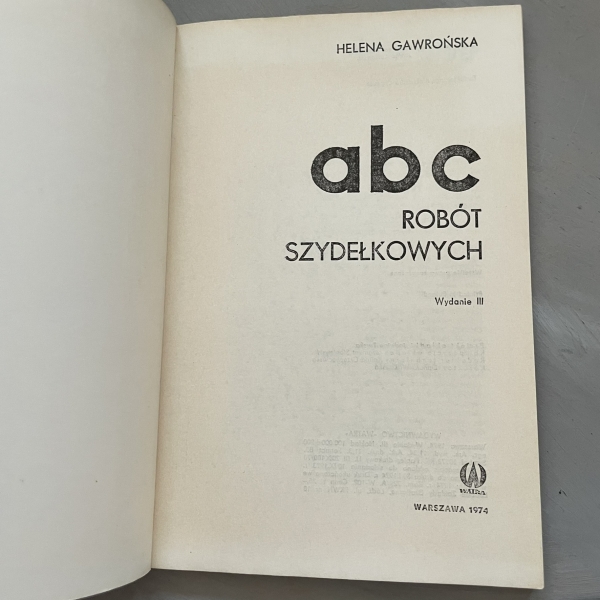 HELENA GAWROŃSKA
abc
ROBÓT
SZYDEŁKOWYCH
Wydanie III
WATRA
WARSZAWA 1974